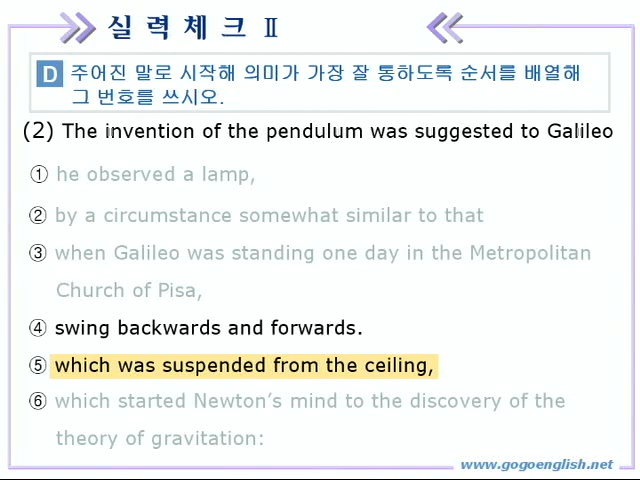 실 력 체 크 Ⅱ
D 주어진 말로 시작해 의미가 가장 잘 통하도록 순서를 배열해
그 번호를 쓰시오.
(2) The invention of the pendulum was suggested to Galileo
① he observed a lamp,
② by a circumstance somewhat similar to that
③ when Galileo was standing one day in the Metropolitan
Church of Pisa,
④ swing backwards and forwards.
⑤ which was suspended from the ceiling,
⑥ which started Newton's mind to the discovery of the
theory of gravitation:
www.gogoenglish.net